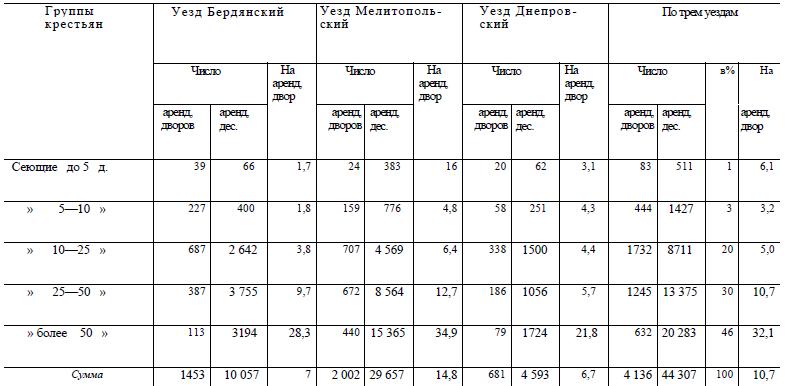 Группы крестьян Уезд Бердянский Уезд Мелитополь- Уезд Днепров- По трем уездам
ский ский
Число На аренд, двор Число На аренд, двор Число На аренд, двор Число в% На
аренд, дворов аренд, дес. аренд, дворов аренд, дес. аренд, дворов аренд, дес. аренд, дворов аренд, дес. аренд, двор
Сеющие до 5 д. 39 66 1,7 24 383 16 20 62 3,1 83 511 1 6,1
» 5—10 » 227 400 1,8 159 776 4,8 58 251 4,3 444 1427 3 3,2
» 10—25 » 687 2 642 3,8 707 4 569 6,4 338 1500 4,4 1732 8711 20 5,0
» 25—50 » 387 3 755 9,7 672 8 564 12,7 186 1056 5,7 1245 13 375 30 10,7
» более 50 » 113 3194 28,3 440 15 365 34,9 79 1724 21,8 632 20 283 46 32,1
Сумма 1453 10 057 7 2 002 29 657 14,8 681 4 593 6,7 4 136 44 307 100 10,7